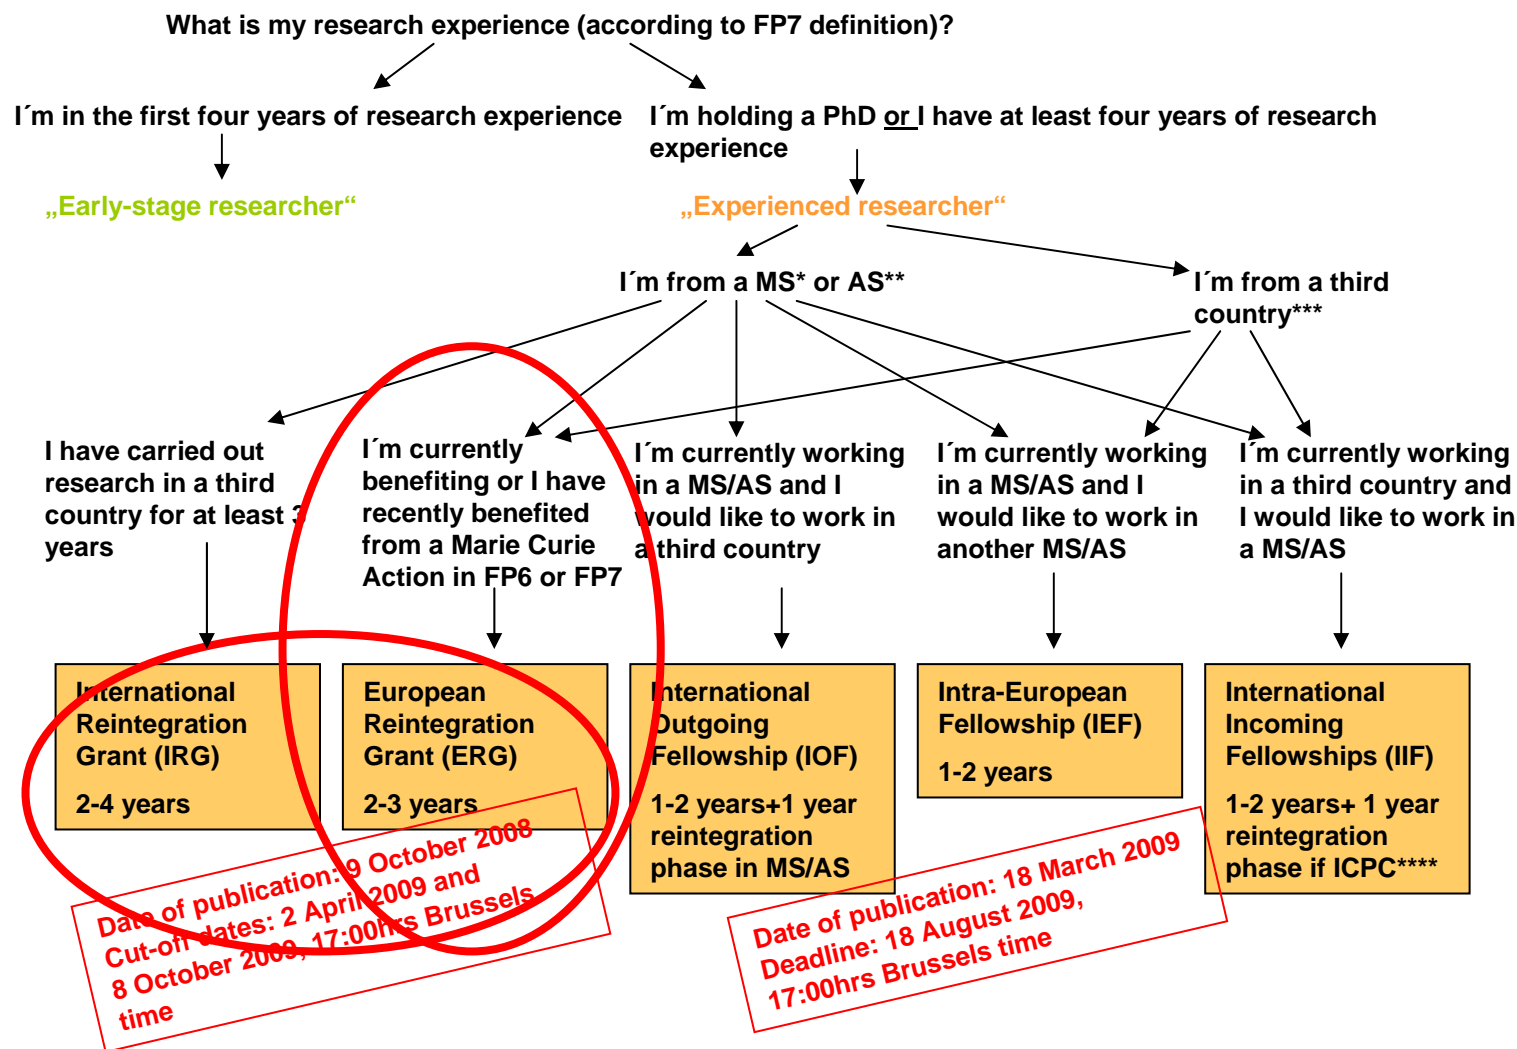 What is my research experience (according to FP7 definition)?
I´m in the first four years of research experience
I´m holding a PhD or I have at least four years of research
experience
„Early-stage researcher“
„Experienced researcher“
I´m from a MS* or AS**
I´m from a third
country***
I have carried out
research in a third
country for at least 3
years
I´m currently
benefiting or I have
recently benefited
from a Marie Curie
Action in FP6 or FP7
I´m currently working
in a MS/AS and I
would like to work in
a third country
I´m currently working
in a MS/AS and I
would like to work in
another MS/AS
I´m currently working
in a third country and
I would like to work in
a MS/AS
International
Reintegration
Grant (IRG)
2-4 years
European
Reintegration
Grant (ERG)
2-3 years
International
Outgoing
Fellowship (IOF)
1-2 years+1 year
reintegration
phase in MS/AS
Intra-European
Fellowship (IEF)
1-2 years
International
Incoming
Fellowships (IIF)
1-2 years+ 1 year
reintegration
phase if ICPC****
Date of publication: 9 October 2008
Cut-off dates: 2 April 2009 and
8 October 2009, 17:00hrs Brussels
time
Date of publication: 18 March 2009
Deadline: 18 August 2009,
17:00hrs Brussels time